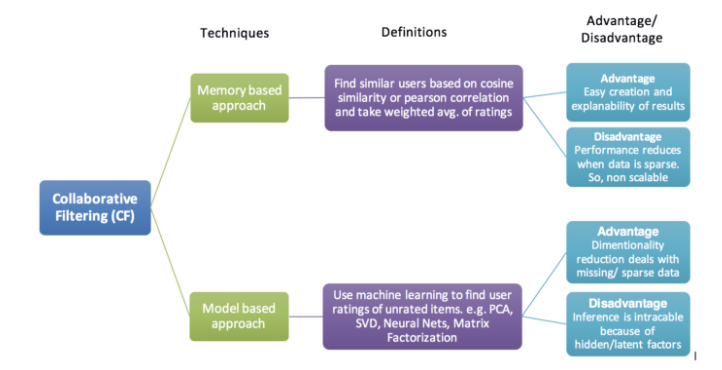 Techniques
Definitions
Advantage/
Disadvantage
Memory based
approach
Find similar users based on cosine
similarity or pearson correlation
and take weighted avg. of ratings
Advantage
Easy creation and
explanability of results
Disadvantage
Performance reduces
when data is sparse.
So, non scalable
Collaborative
Filtering (CF)
Model based
approach
Use machine learning to find user
ratings of unrated items. e.g. PCA,
SVD, Neural Nets, Matrix
Factorization
Advantage
Dimentionality
reduction deals with
missing/ sparse data
Disadvantage
Inference is intracable
because of
hidden/latent factors